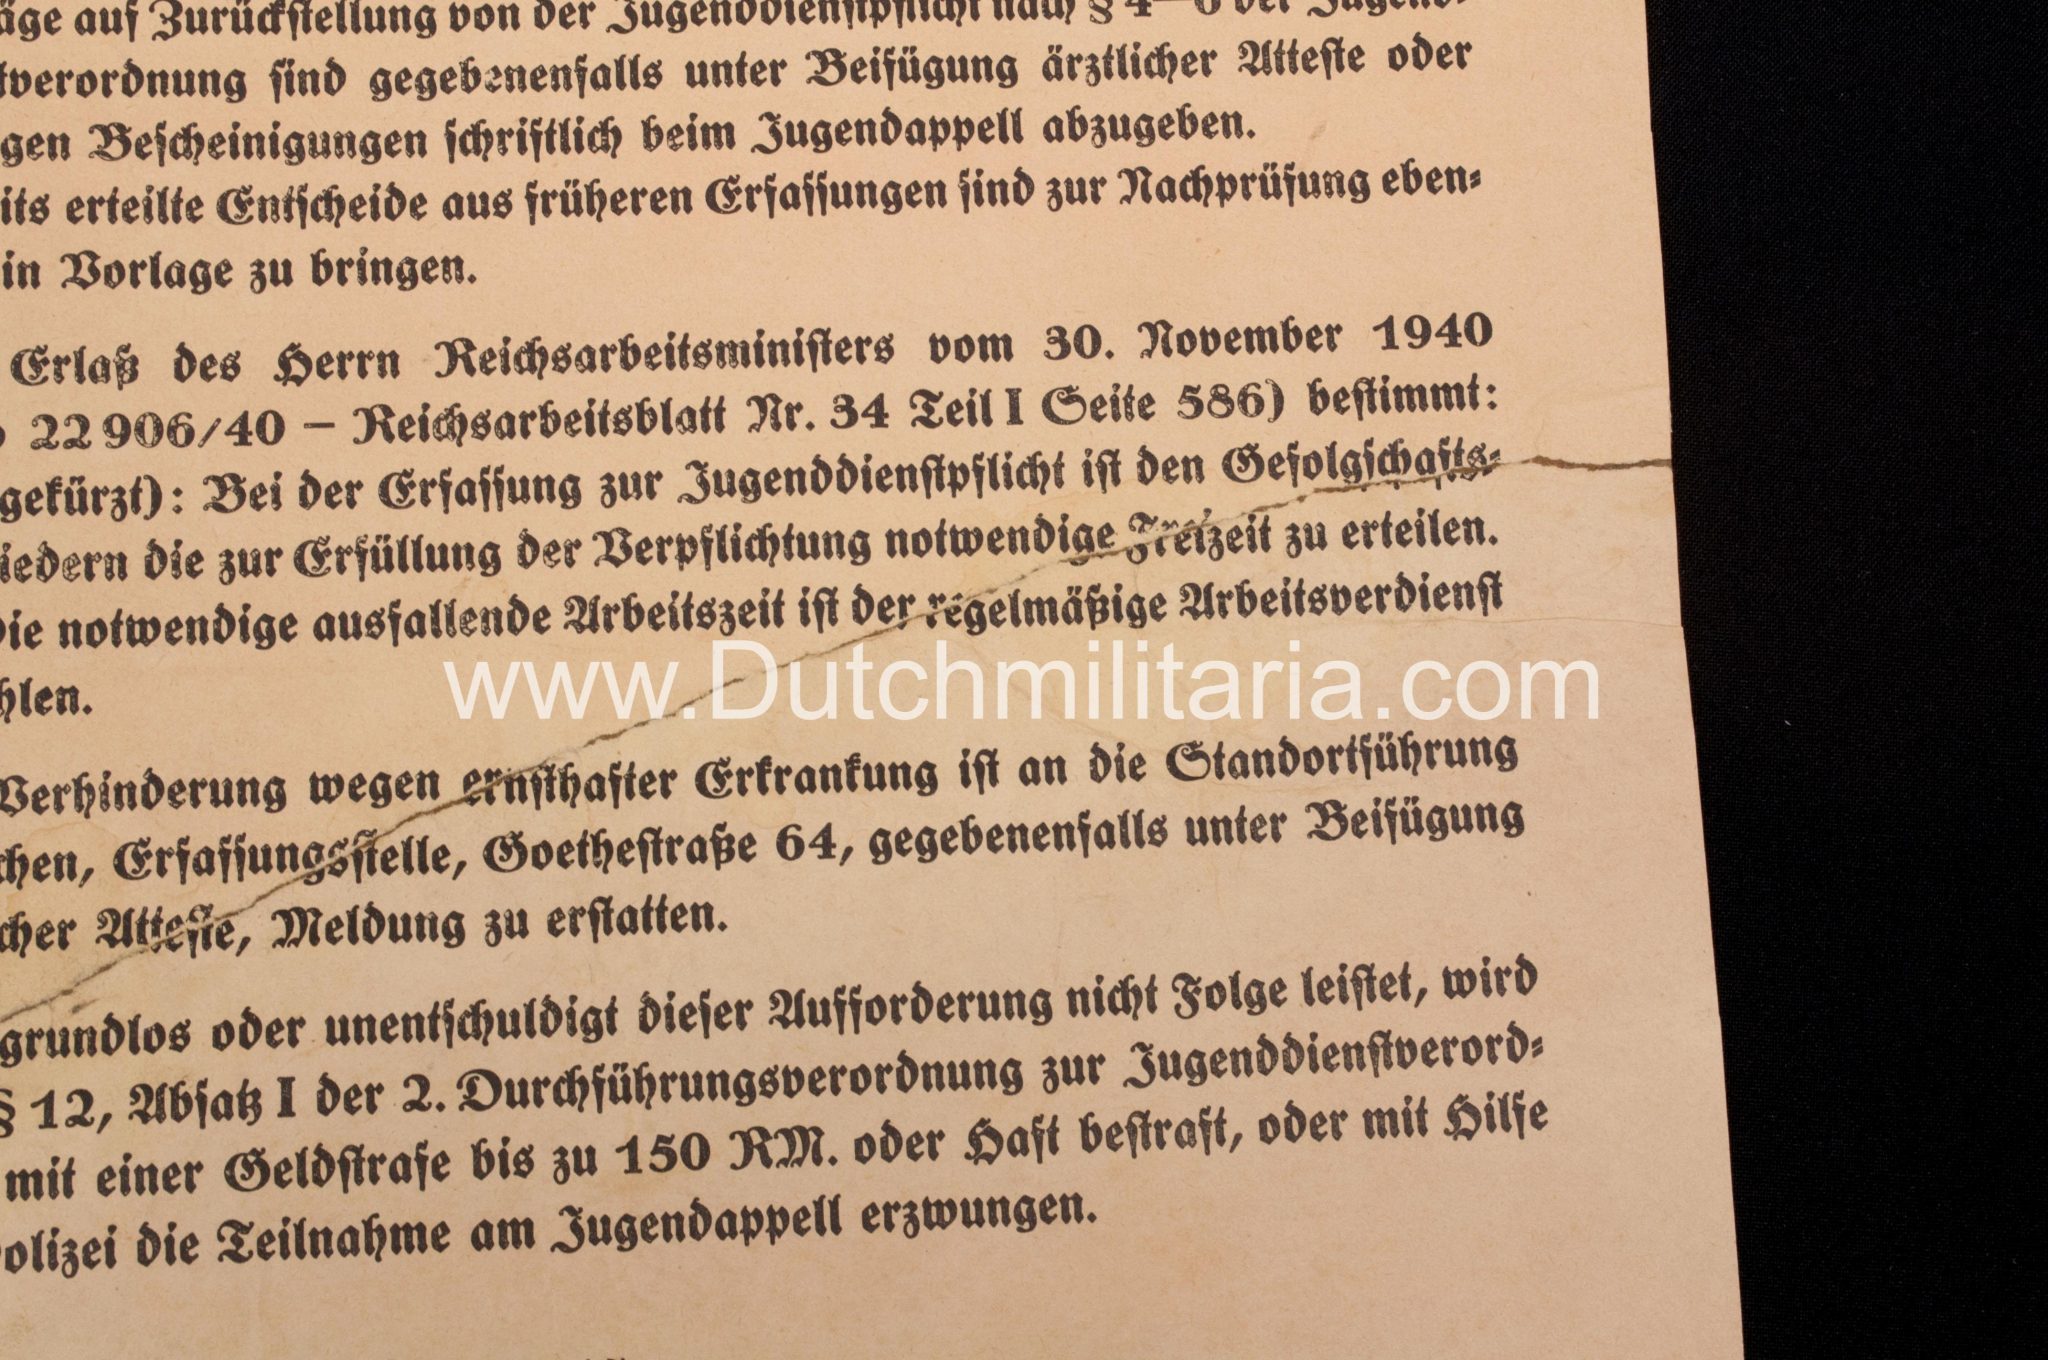 äge auf Zurückstellung von der Jugenddienstpflicht nach § 4—6 der Jugend-
tverordnung sind gegebenenfalls unter Beifügung ärztlicher Atteste oder
gen Bescheinigungen schriftlich beim Jugendappell abzugeben.
its erteilte Entscheide aus früheren Erfassungen sind zur Nachprüfung eben-
in Vorlage zu bringen.
Erlaß des Herrn Reichsarbeitsministers vom 30. November 1940
22906/40 – Reichsarbeitsblatt Nr. 34 Teil I Seite 586) bestimmt:
gekürzt): Bei der Erfassung zur Jugenddienstpflicht ist den Gefolgschafts-
iedern die zur Erfüllung der Verpflichtung notwendige Freizeit zu erteilen.
die notwendige ausfallende Arbeitszeit ist der regelmäßige Arbeitsverdienst
hlen.
www.Dutchmilitaria.com
Verhinderung wegen ernsthafter Erkrankung ist an die Standortführung
chen, Erfassungsstelle, Goethestraße 64, gegebenenfalls unter Beifügung
cher Atteste, Meldung zu erstatten.
grundlos oder unentschuldigt dieser Aufforderung nicht Folge leistet, wird
§ 12, Absatz I der 2. Durchführungsverordnung zur Jugenddienstverord-
mit einer Geldstrafe bis zu 150 RM. oder Haft bestraft, oder mit Hilfe
olizei die Teilnahme am Jugendappell erzwungen.